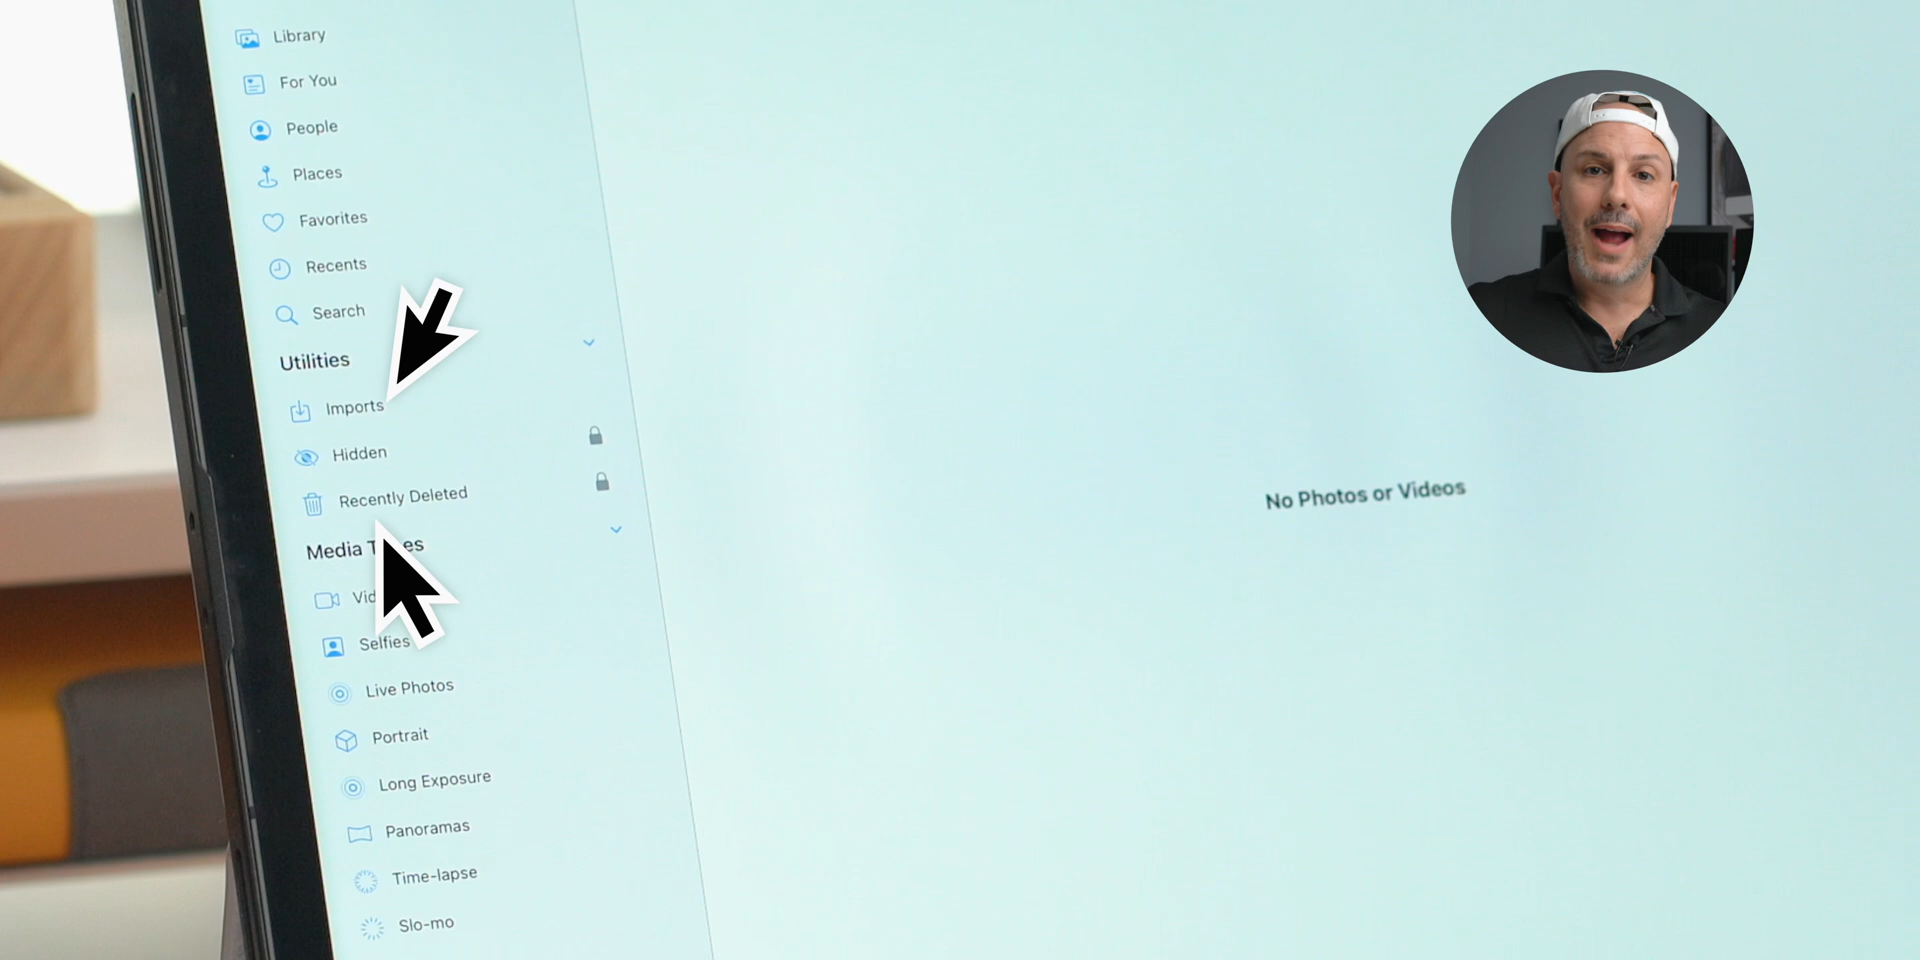 Library
For You
People
Places
Favorites
Recents
Search
Utilities
Imports
Hidden
Recently Deleted
Media
Selfies
Live Photos
Portrait
Long Exposure
Panoramas
Time-lapse
Slo-mo
No Photos or Videos